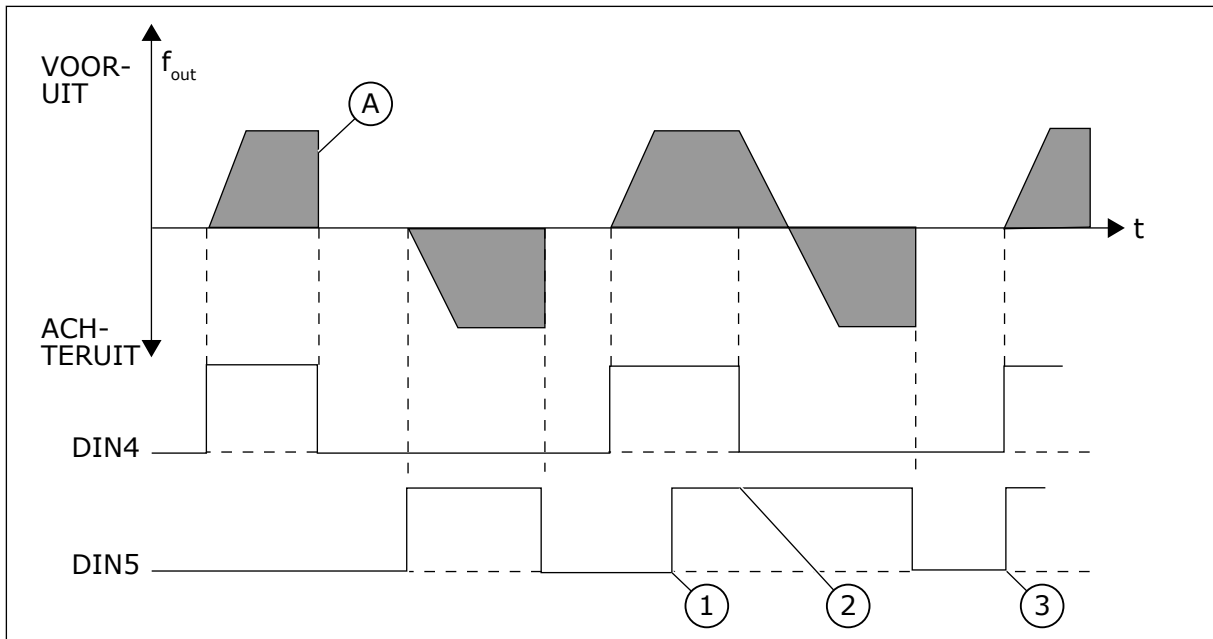 VOOR-
UIT
f_out
A
t
ACH-
TERUIT
DIN4
DIN5
1
2
3